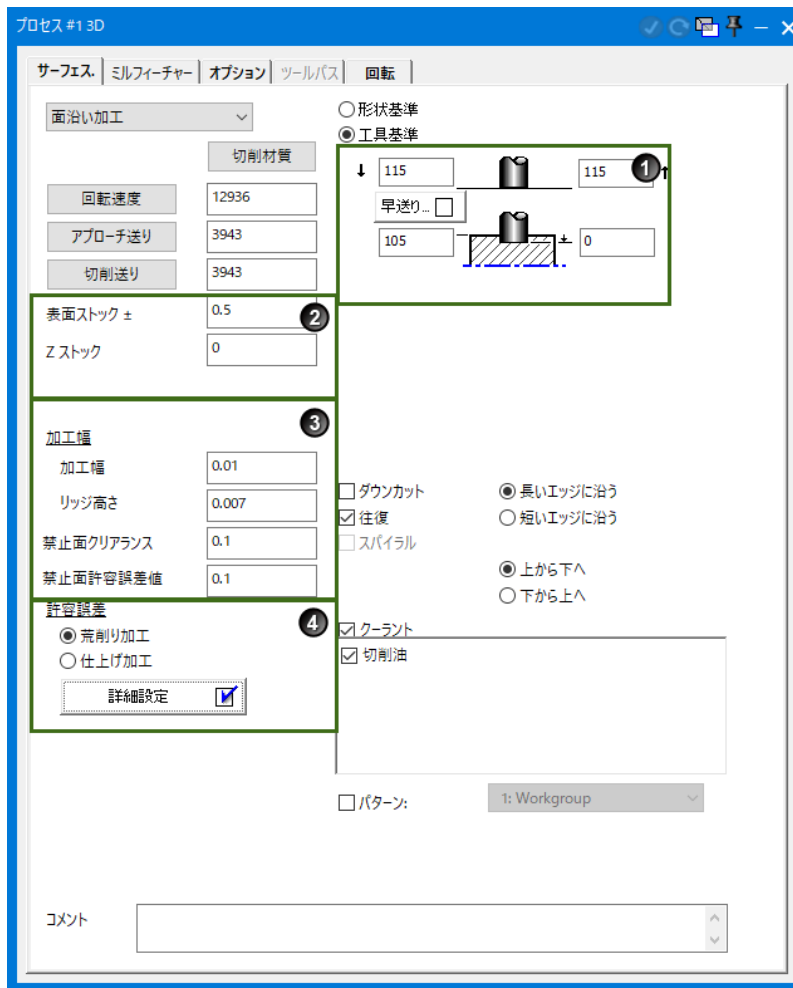 プロセス #1 3D
サーフェス. ミルフィーチャー オプション ツールパス 回転
面沿い加工
形状基準
工具基準
切削材質
115 115 1
早送り...
105 0
回転速度 12936
アプローチ送り 3943
切削送り 3943
表面ストック ± 0.5 2
Z ストック 0
3
加工幅
加工幅 0.01
リッジ高さ 0.007
禁止面クリアランス 0.1
禁止面許容誤差値 0.1
ダウンカット 長いエッジに沿う
往復 短いエッジに沿う
スパイラル
上から下へ
下から上へ
許容誤差 4
荒削り加工
仕上げ加工
詳細設定
クーラント
切削油
パターン: 1: Workgroup
コメント